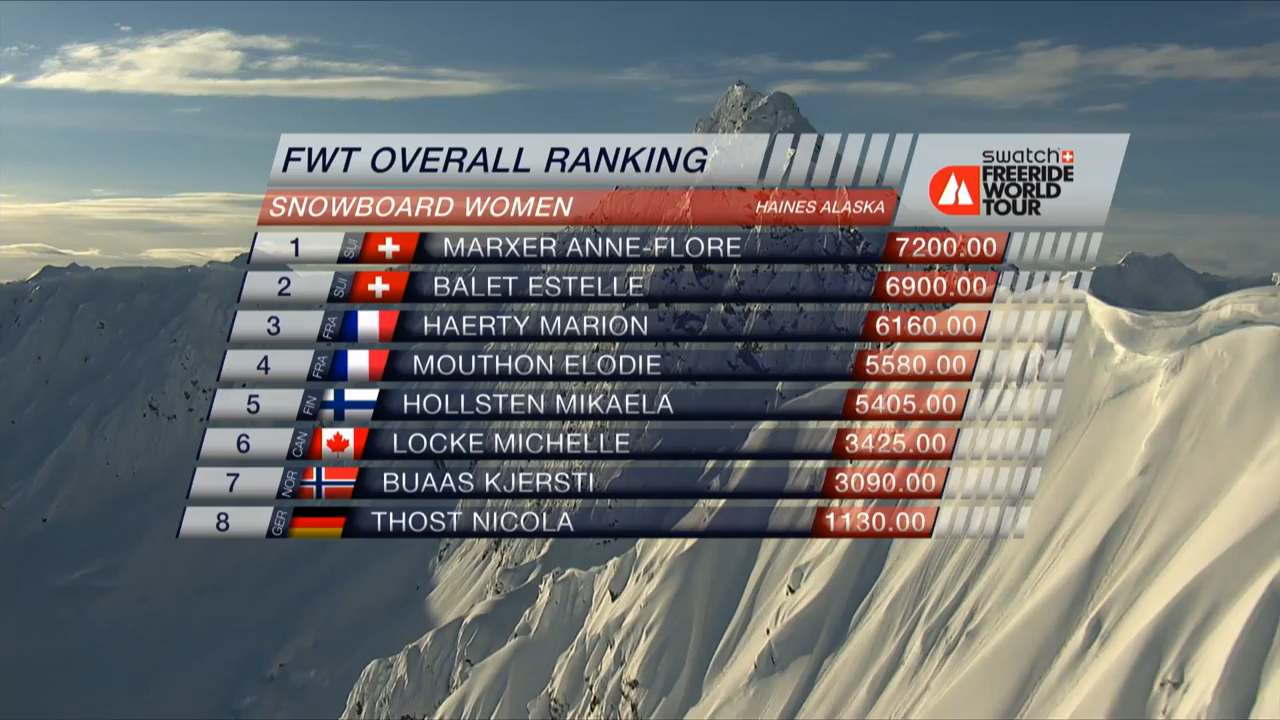 FWT OVERALL RANKING
swatch
FREERIDE
WORLD
TOUR
SNOWBOARD WOMEN HAINES ALASKA
1 SUI MARXER ANNE-FLORE 7200.00
2 SUI BALET ESTELLE 6900.00
3 FRA HAERTY MARION 6160.00
4 FRA MOUTHON ELODIE 5580.00
5 FIN HOLLSTEN MIKAELA 5405.00
6 CAN LOCKE MICHELLE 3425.00
7 NOR BUAAS KJERSTI 3090.00
8 GER THOST NICOLA 1130.00